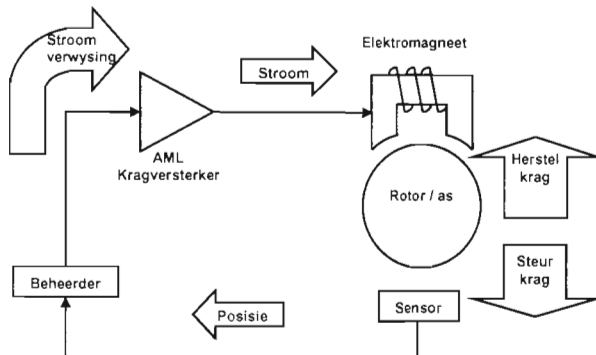 Stroom
verwysing
Elektromagneet
Stroom
AML
Kragversterker
Rotor / as
Herstel
krag
Beheerder
Posisie
Sensor
Steur
krag